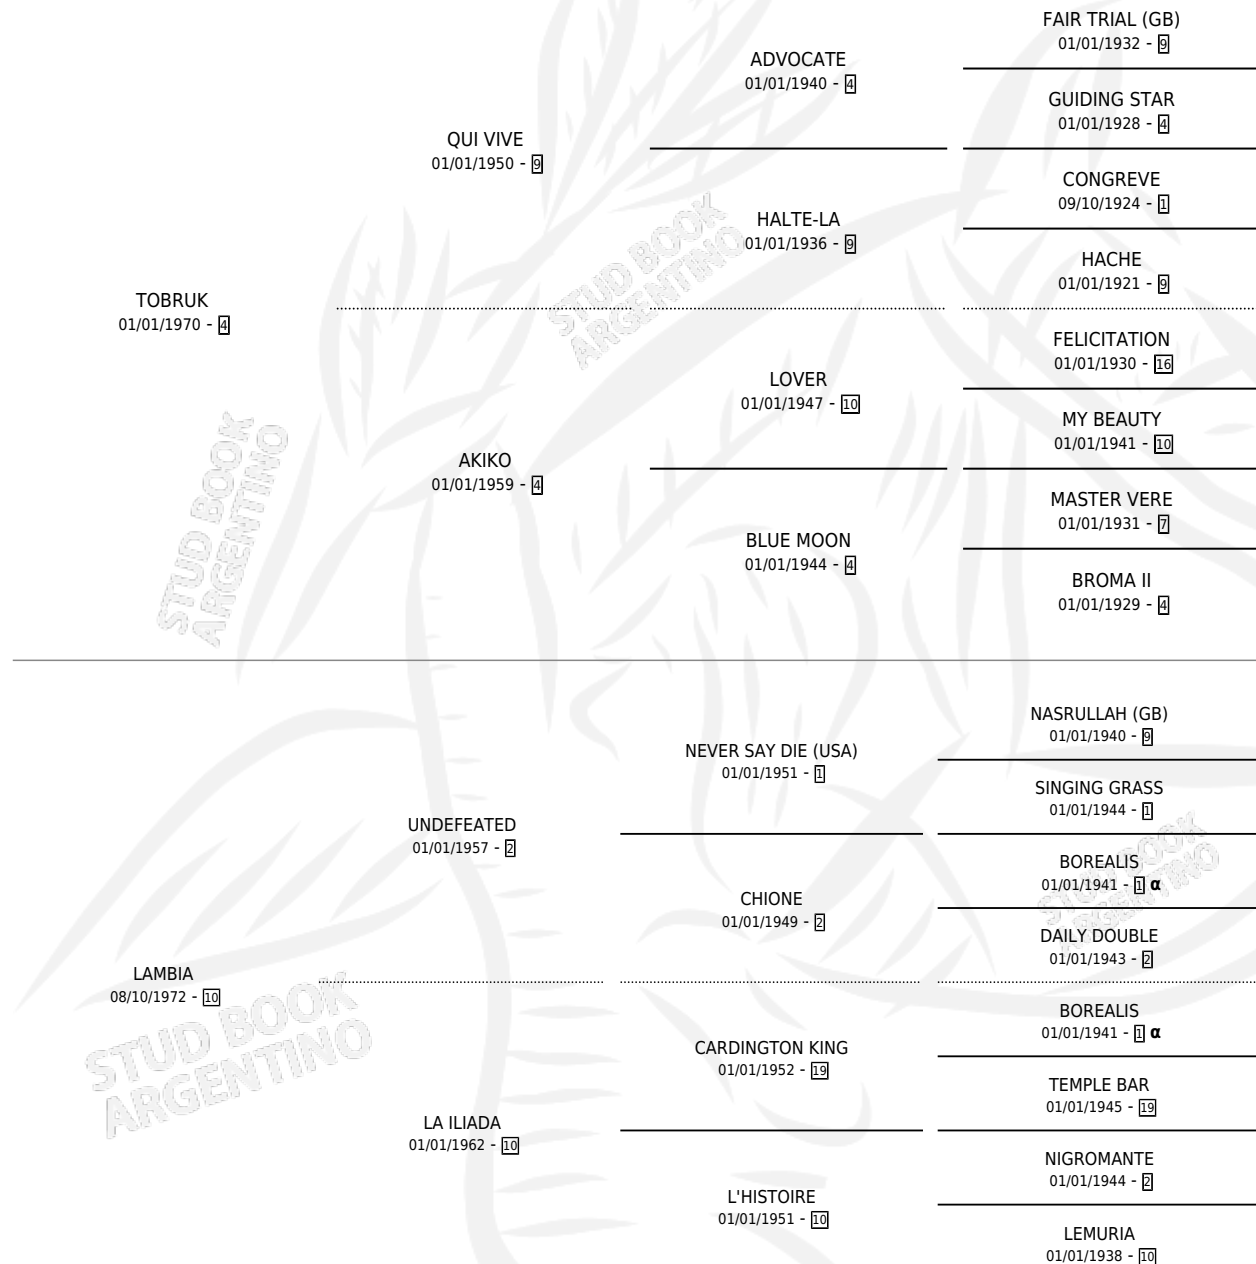 TOBRUK
01/01/1970 - 4
QUI VIVE
01/01/1950 - 9
ADVOCATE
01/01/1940 - 4
FAIR TRIAL (GB)
01/01/1932 - 9
GUIDING STAR
01/01/1928 - 4
HALTE-LA
01/01/1936 - 9
CONGREVE
09/10/1924 - 1
HACHE
01/01/1921 - 9
AKIKO
01/01/1959 - 4
LOVER
01/01/1947 - 10
FELICITATION
01/01/1930 - 16
MY BEAUTY
01/01/1941 - 10
BLUE MOON
01/01/1944 - 4
MASTER VERE
01/01/1931 - 7
BROMA II
01/01/1929 - 4
LAMBIA
08/10/1972 - 10
UNDEFEATED
01/01/1957 - 2
NEVER SAY DIE (USA)
01/01/1951 - 1
NASRULLAH (GB)
01/01/1940 - 9
SINGING GRASS
01/01/1944 - 1
CHIONE
01/01/1949 - 2
BOREALIS
01/01/1941 - 1 α
DAILY DOUBLE
01/01/1943 - 2
LA ILIADA
01/01/1962 - 10
CARDINGTON KING
01/01/1952 - 19
BOREALIS
01/01/1941 - 1 α
TEMPLE BAR
01/01/1945 - 19
L'HISTOIRE
01/01/1951 - 10
NIGROMANTE
01/01/1944 - 2
LEMURIA
01/01/1938 - 10
STUD BOOK
ARGENTINO
STUD BOOK
ARGENTINO
STUD BOOK
ARGENTINO
STUD BOOK
ARGENTINO